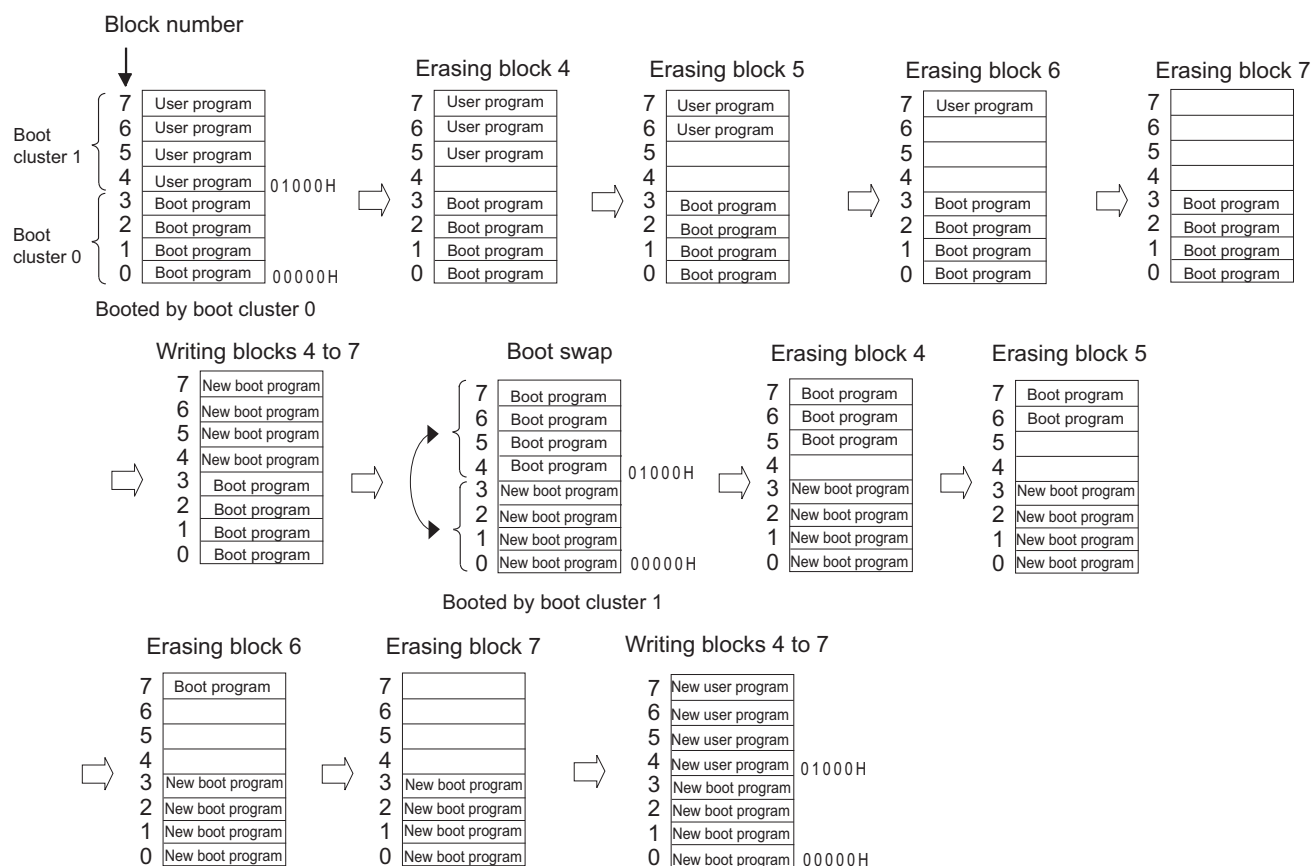 Block number
Erasing block 4
Erasing block 5
Erasing block 6
Erasing block 7
Boot cluster 1
Boot cluster 0
7 User program
6 User program
5 User program
4 User program 01000H
3 Boot program
2 Boot program
1 Boot program
0 Boot program 00000H
Booted by boot cluster 0
7 User program
6 User program
5 User program
4
3 Boot program
2 Boot program
1 Boot program
0 Boot program
7 User program
6 User program
5
4
3 Boot program
2 Boot program
1 Boot program
0 Boot program
7 User program
6
5
4
3 Boot program
2 Boot program
1 Boot program
0 Boot program
7
6
5
4
3 Boot program
2 Boot program
1 Boot program
0 Boot program
Writing blocks 4 to 7
7 New boot program
6 New boot program
5 New boot program
4 New boot program
3 Boot program
2 Boot program
1 Boot program
0 Boot program
Boot swap
7 Boot program
6 Boot program
5 Boot program
4 Boot program 01000H
3 New boot program
2 New boot program
1 New boot program
0 New boot program 00000H
Booted by boot cluster 1
Erasing block 4
7 Boot program
6 Boot program
5 Boot program
4
3 New boot program
2 New boot program
1 New boot program
0 New boot program
Erasing block 5
7 Boot program
6 Boot program
5
4
3 New boot program
2 New boot program
1 New boot program
0 New boot program
Erasing block 6
7 Boot program
6
5
4
3 New boot program
2 New boot program
1 New boot program
0 New boot program
Erasing block 7
7
6
5
4
3 New boot program
2 New boot program
1 New boot program
0 New boot program
Writing blocks 4 to 7
7 New user program
6 New user program
5 New user program
4 New user program 01000H
3 New boot program
2 New boot program
1 New boot program
0 New boot program 00000H